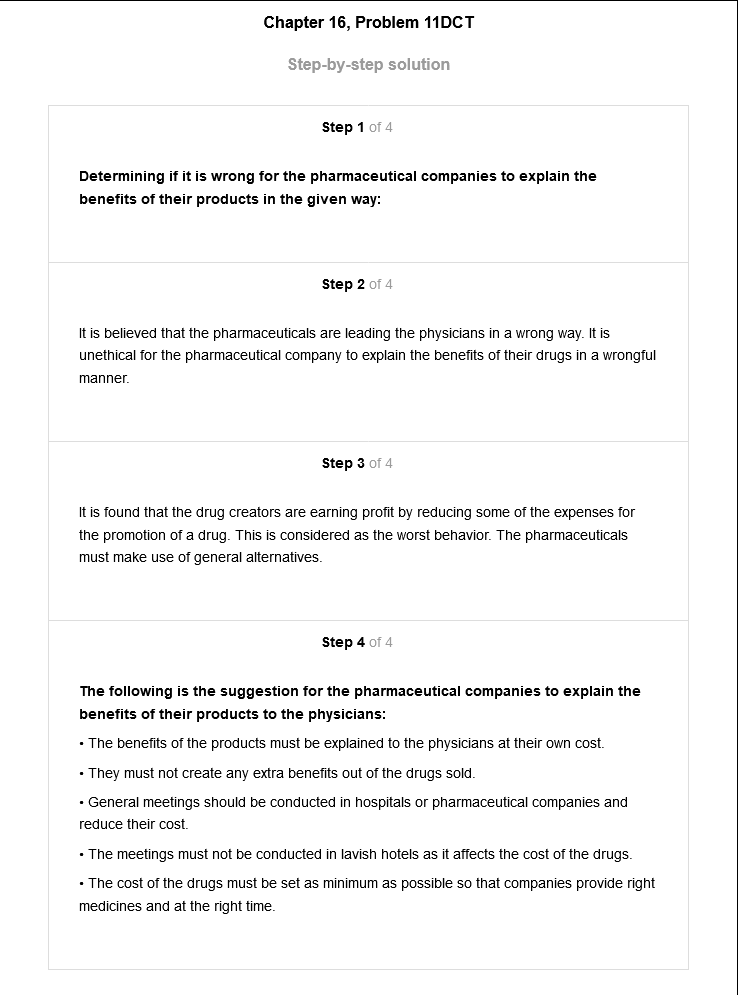 Chapter 16, Problem 11DCT
Step-by-step solution
Step 1 of 4
Determining if it is wrong for the pharmaceutical companies to explain the
benefits of their products in the given way:
Step 2 of 4
It is believed that the pharmaceuticals are leading the physicians in a wrong way. It is
unethical for the pharmaceutical company to explain the benefits of their drugs in a wrongful
manner.
Step 3 of 4
It is found that the drug creators are earning profit by reducing some of the expenses for
the promotion of a drug. This is considered as the worst behavior. The pharmaceuticals
must make use of general alternatives.
Step 4 of 4
The following is the suggestion for the pharmaceutical companies to explain the
benefits of their products to the physicians:
• The benefits of the products must be explained to the physicians at their own cost.
• They must not create any extra benefits out of the drugs sold.
• General meetings should be conducted in hospitals or pharmaceutical companies and
reduce their cost.
• The meetings must not be conducted in lavish hotels as it affects the cost of the drugs.
• The cost of the drugs must be set as minimum as possible so that companies provide right
medicines and at the right time.